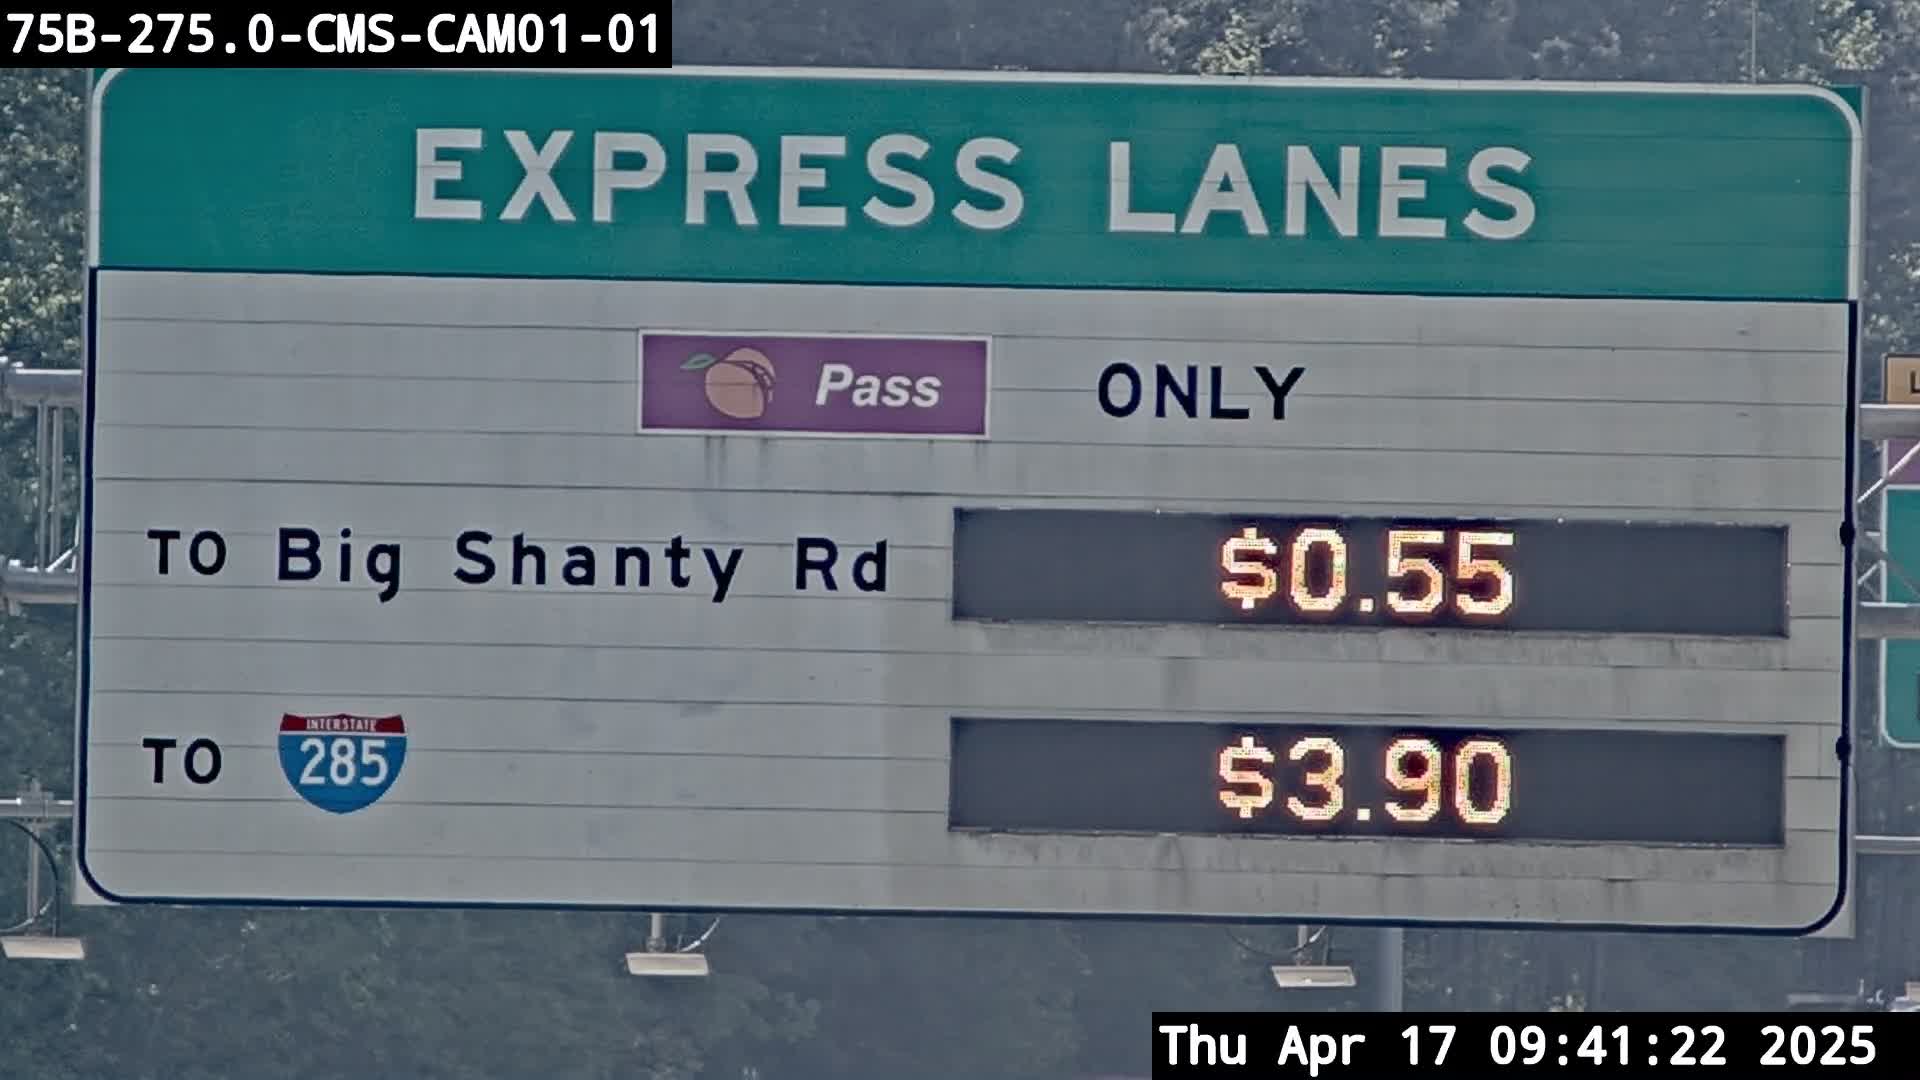 75B-275.0-CMS-CAM01-01
EXPRESS LANES
Pass ONLY
TO Big Shanty Rd $0.55
TO INTERSTATE 285 $3.90
Thu Apr 17 09:41:22 2025